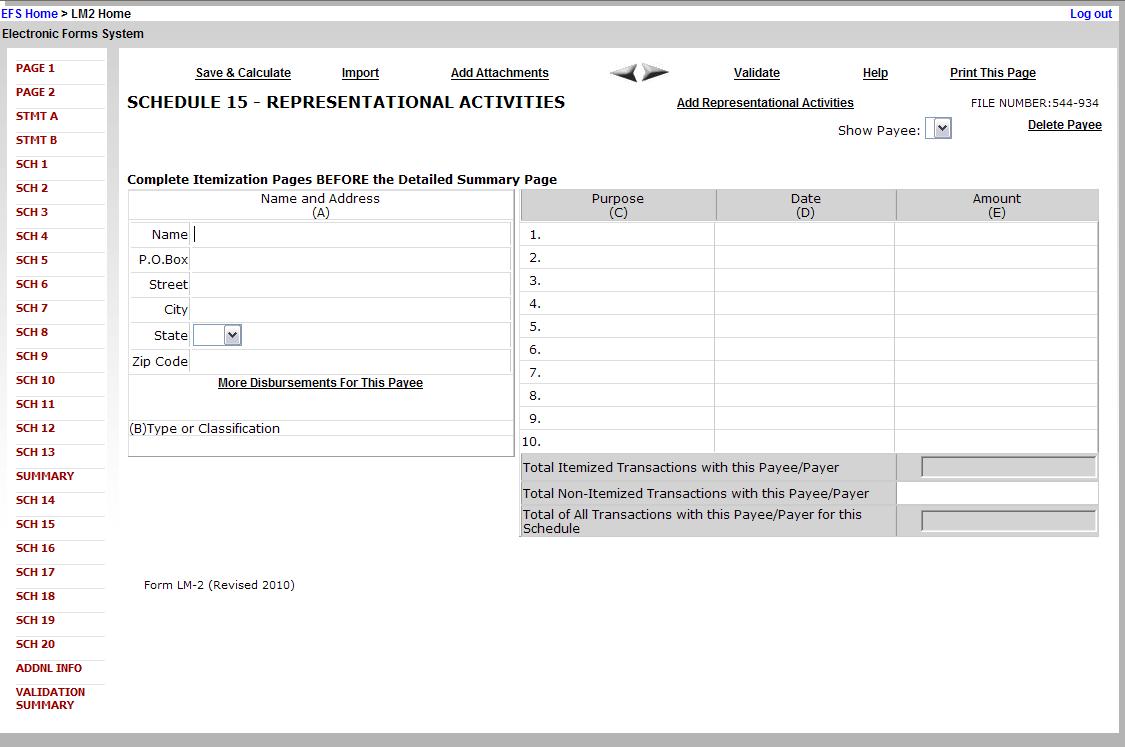 EFS Home > LM2 Home
Log out
Electronic Forms System
PAGE 1
PAGE 2
STMT A
STMT B
SCH 1
SCH 2
SCH 3
SCH 4
SCH 5
SCH 6
SCH 7
SCH 8
SCH 9
SCH 10
SCH 11
SCH 12
SCH 13
SUMMARY
SCH 14
SCH 15
SCH 16
SCH 17
SCH 18
SCH 19
SCH 20
ADDNL INFO
VALIDATION
SUMMARY
Save & Calculate Import Add Attachments Validate Help Print This Page
SCHEDULE 15 - REPRESENTATIONAL ACTIVITIES
Add Representational Activities
FILE NUMBER:544-934
Show Payee:
Delete Payee
Complete Itemization Pages BEFORE the Detailed Summary Page
Name and Address
(A)
Name
P.O.Box
Street
City
State
Zip Code
More Disbursements For This Payee
(B)Type or Classification
Purpose
(C)
Date
(D)
Amount
(E)
1.
2.
3.
4.
5.
6.
7.
8.
9.
10.
Total Itemized Transactions with this Payee/Payer
Total Non-Itemized Transactions with this Payee/Payer
Total of All Transactions with this Payee/Payer for this
Schedule
Form LM-2 (Revised 2010)